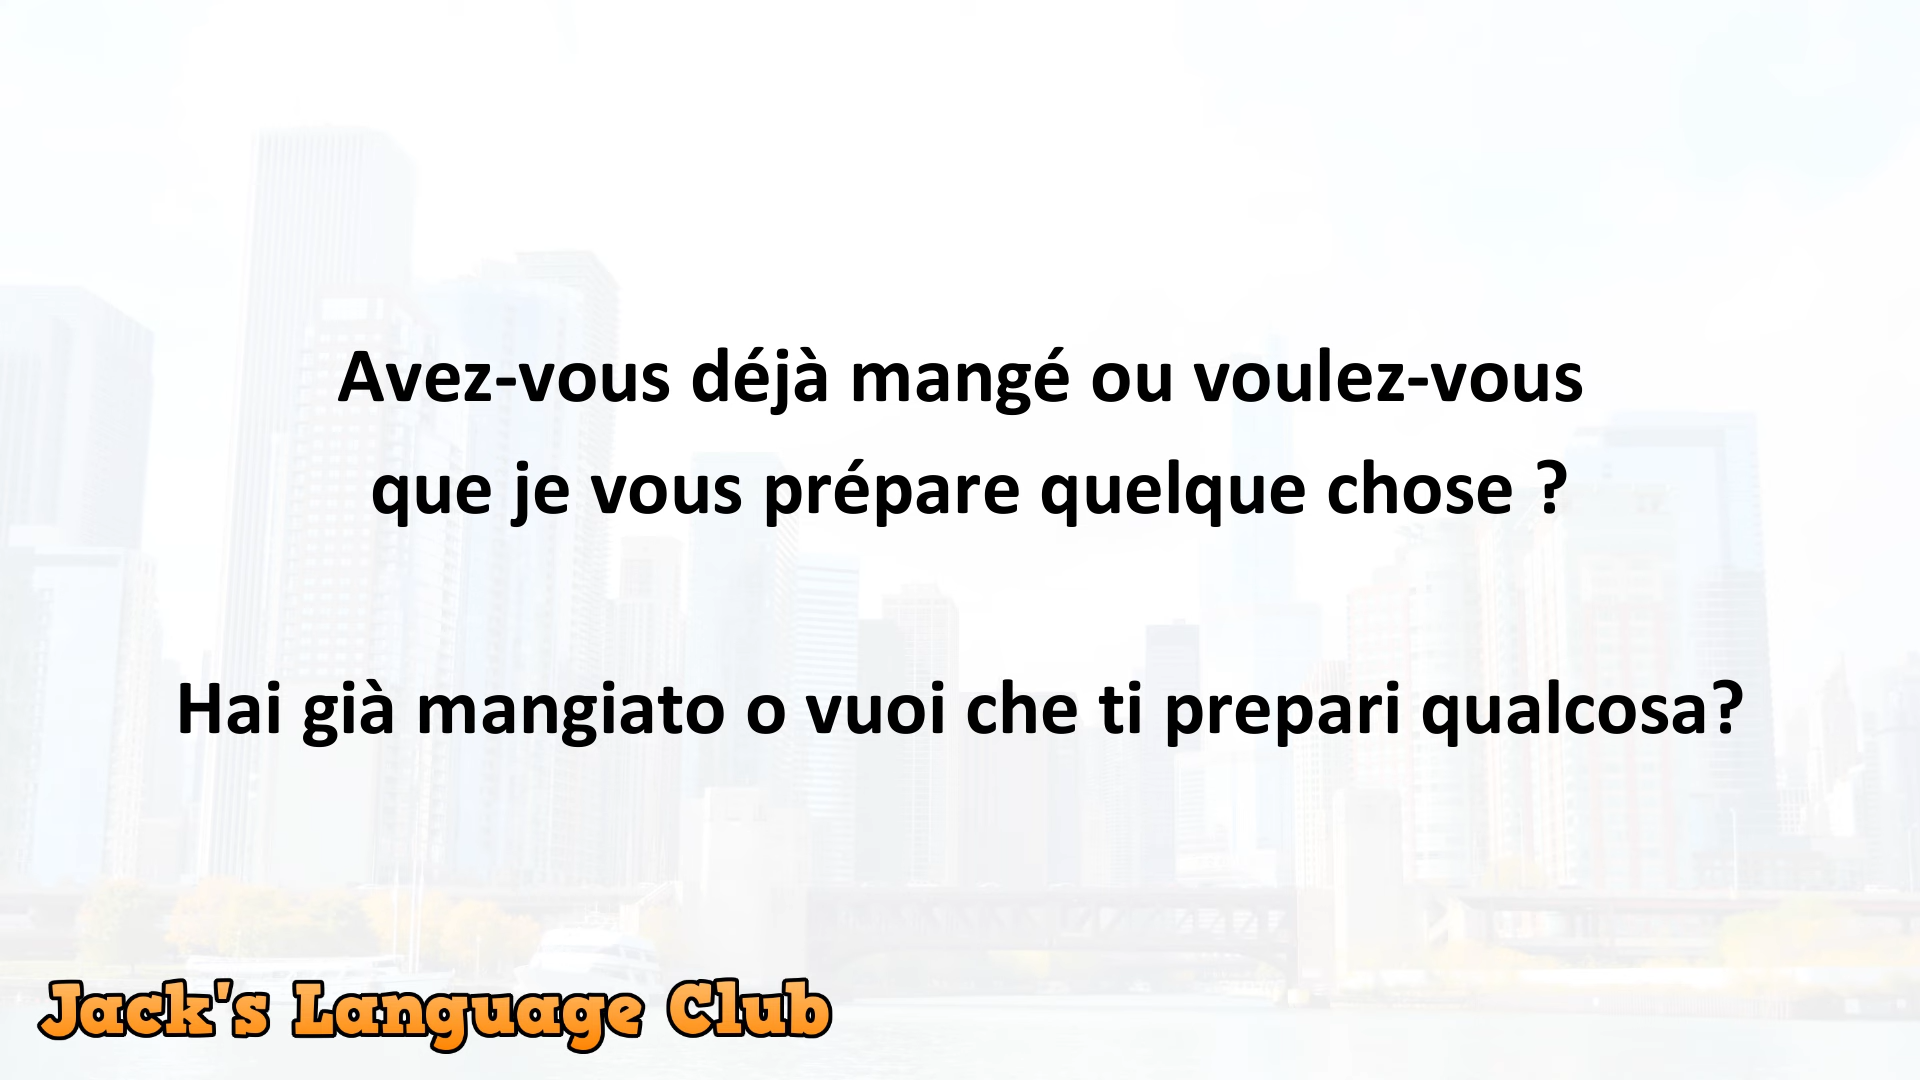 Avez-vous déjà mangé ou voulez-vous
que je vous prépare quelque chose ?
Hai già mangiato o vuoi che ti prepari qualcosa?
Jack's Language Club